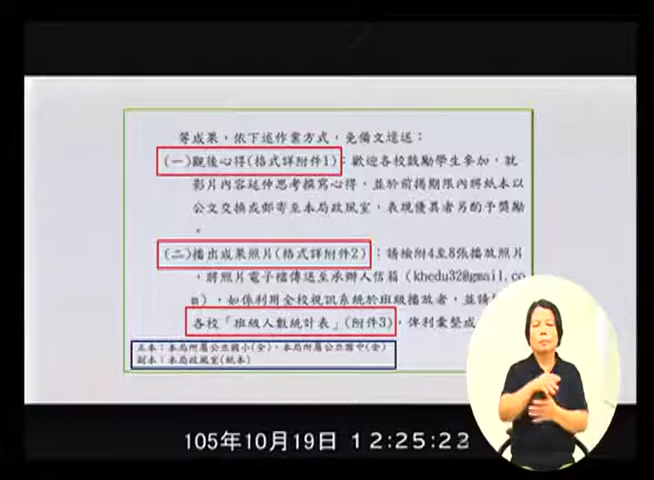 等成果，依下述作業方式，免備文逕送：
(一)觀後心得(格式詳附件1)：歡迎各校鼓勵學生參加，就
影片內容延伸思考撰寫心得，並於前揭期限內將紙本以
公文交換或郵寄至本局政風室，表現優異者另酌予獎勵
。
(二)播出成果照片(格式詳附件2)：請檢附4至8張播放照片
，將照片電子檔傳送至承辦人信箱（khedu32@gmail.co
m），如係利用全校視訊系統於班級播放者，並請
各校「班級人數統計表」(附件3)，俾利彙整成
正本：本局所屬公立國小(全)、本局所屬公立國中(全)
副本：本局政風室(紙本)
105年10月19日 12:25:22